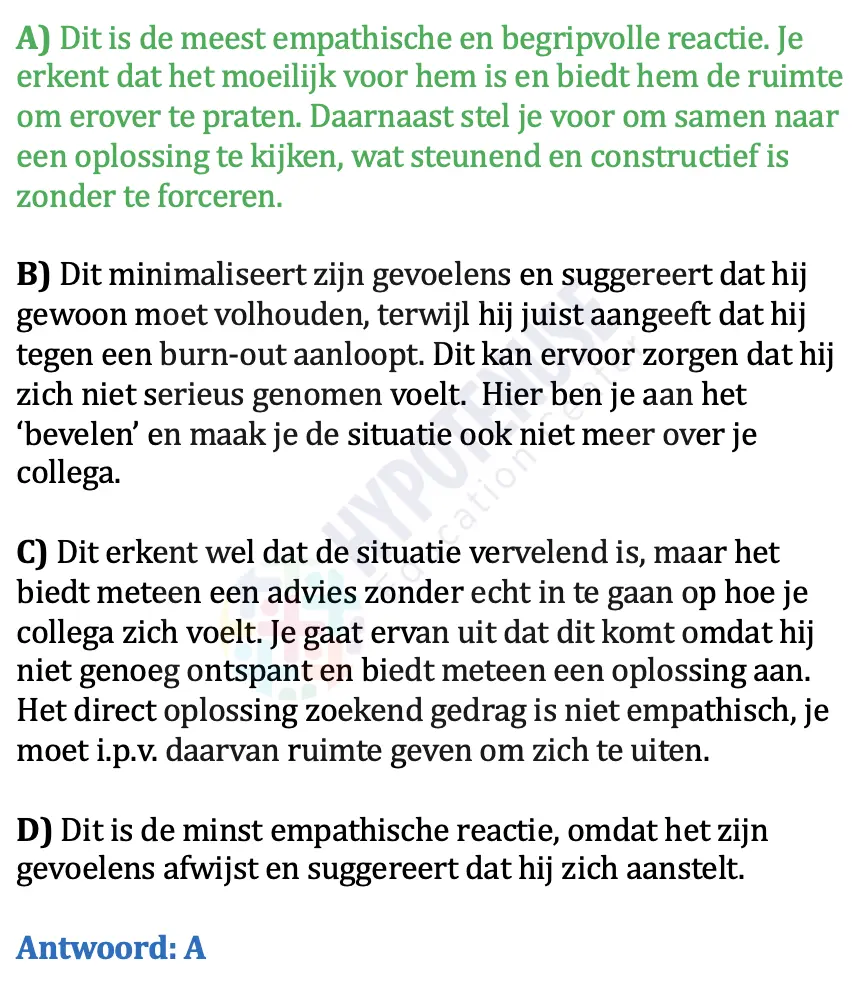 A) Dit is de meest empathische en begripvolle reactie. Je
erkent dat het moeilijk voor hem is en biedt hem de ruimte
om erover te praten. Daarnaast stel je voor om samen naar
een oplossing te kijken, wat steunend en constructief is
zonder te forceren.
B) Dit minimaliseert zijn gevoelens en suggereert dat hij
gewoon moet volhouden, terwijl hij juist aangeeft dat hij
tegen een burn-out aanloopt. Dit kan ervoor zorgen dat hij
zich niet serieus genomen voelt.  Hier ben je aan het
‘bevelen’ en maak je de situatie ook niet meer over je
collega.
C) Dit erkent wel dat de situatie vervelend is, maar het
biedt meteen een advies zonder echt in te gaan op hoe je
collega zich voelt. Je gaat ervan uit dat dit komt omdat hij
niet genoeg ontspant en biedt meteen een oplossing aan.
Het direct oplossing zoekend gedrag is niet empathisch, je
moet i.p.v. daarvan ruimte geven om zich te uiten.
D) Dit is de minst empathische reactie, omdat het zijn
gevoelens afwijst en suggereert dat hij zich aanstelt.
Antwoord: A
HYPOTENUSE
Education Center